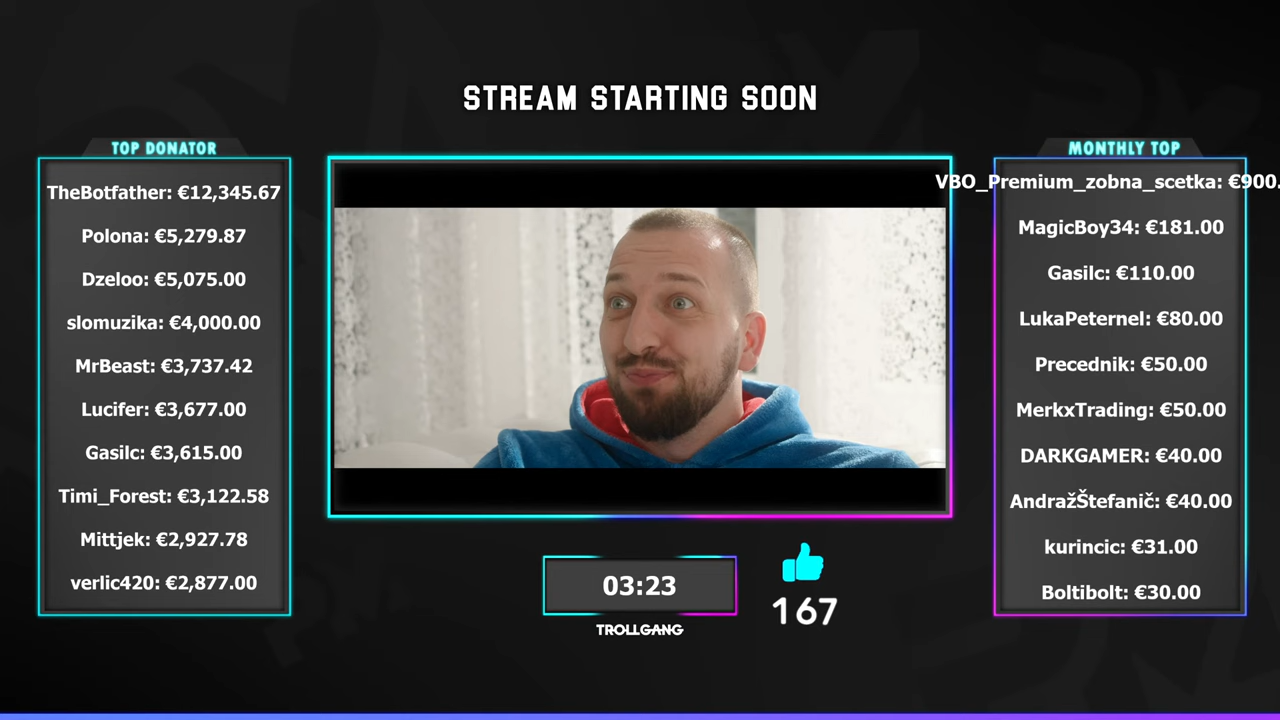 STREAM STARTING SOON
TOP DONATOR
TheBotfather: €12,345.67
Polona: €5,279.87
Dzeloo: €5,075.00
slomuzika: €4,000.00
MrBeast: €3,737.42
Lucifer: €3,677.00
Gasilc: €3,615.00
Timi_Forest: €3,122.58
Mittjek: €2,927.78
verlic420: €2,877.00
03:23
TROLLGANG
167
MONTHLY TOP
VBO_Premium_zobna_scetka: €900.
MagicBoy34: €181.00
Gasilc: €110.00
LukaPeternel: €80.00
Precednik: €50.00
MerkxTrading: €50.00
DARKGAMER: €40.00
AndražŠtefanič: €40.00
kurincic: €31.00
Boltibolt: €30.00